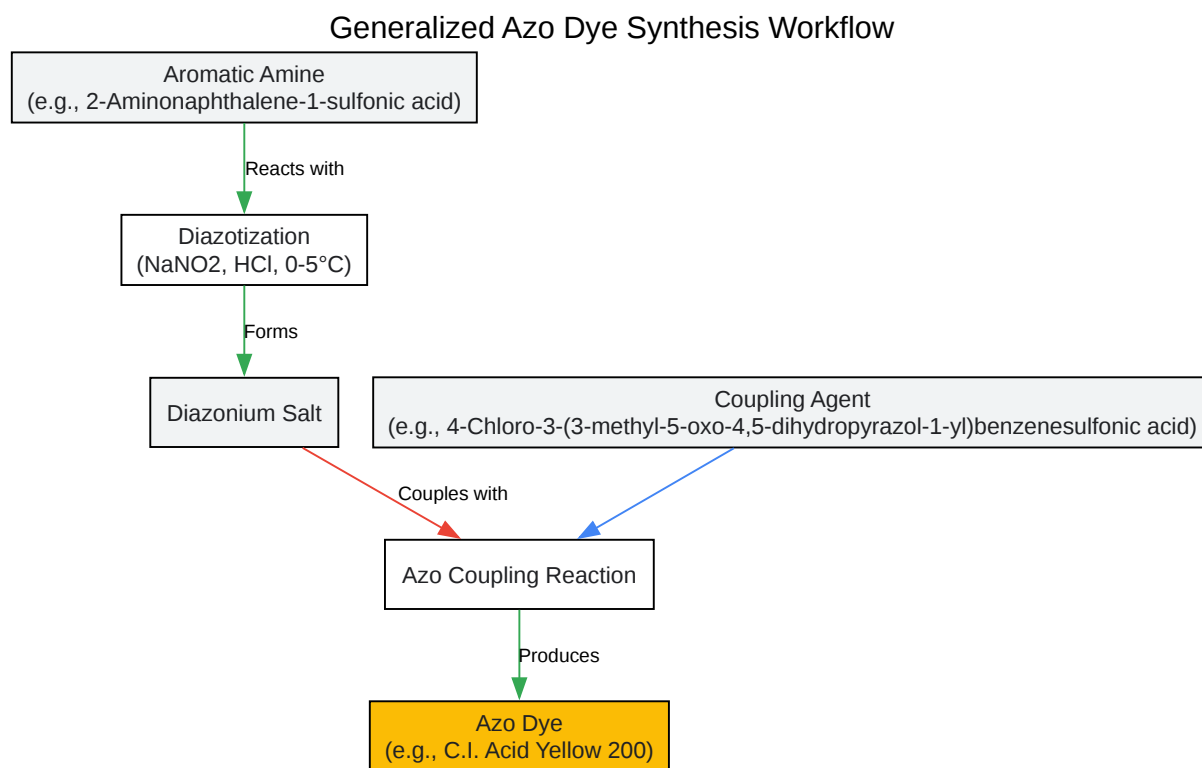 Generalized Azo Dye Synthesis Workflow
Aromatic Amine
(e.g., 2-Aminonaphthalene-1-sulfonic acid)
Reacts with
Diazotization
(NaNO2, HCl, 0-5°C)
Forms
Diazonium Salt
Coupling Agent
(e.g., 4-Chloro-3-(3-methyl-5-oxo-4,5-dihydropyrazol-1-yl)benzenesulfonic acid)
Couples with
Azo Coupling Reaction
Produces
Azo Dye
(e.g., C.I. Acid Yellow 200)